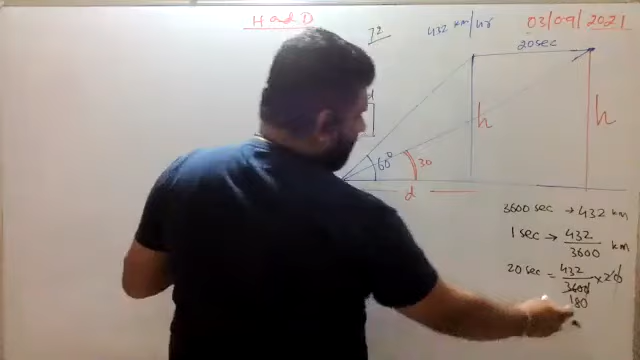 H and D
03/09/2021
432 km/hr
20sec
d
h
h
60°
30
d
3600 sec → 432 km
1 sec → 432/3600 km
20 sec = 432/3600 × 20
180